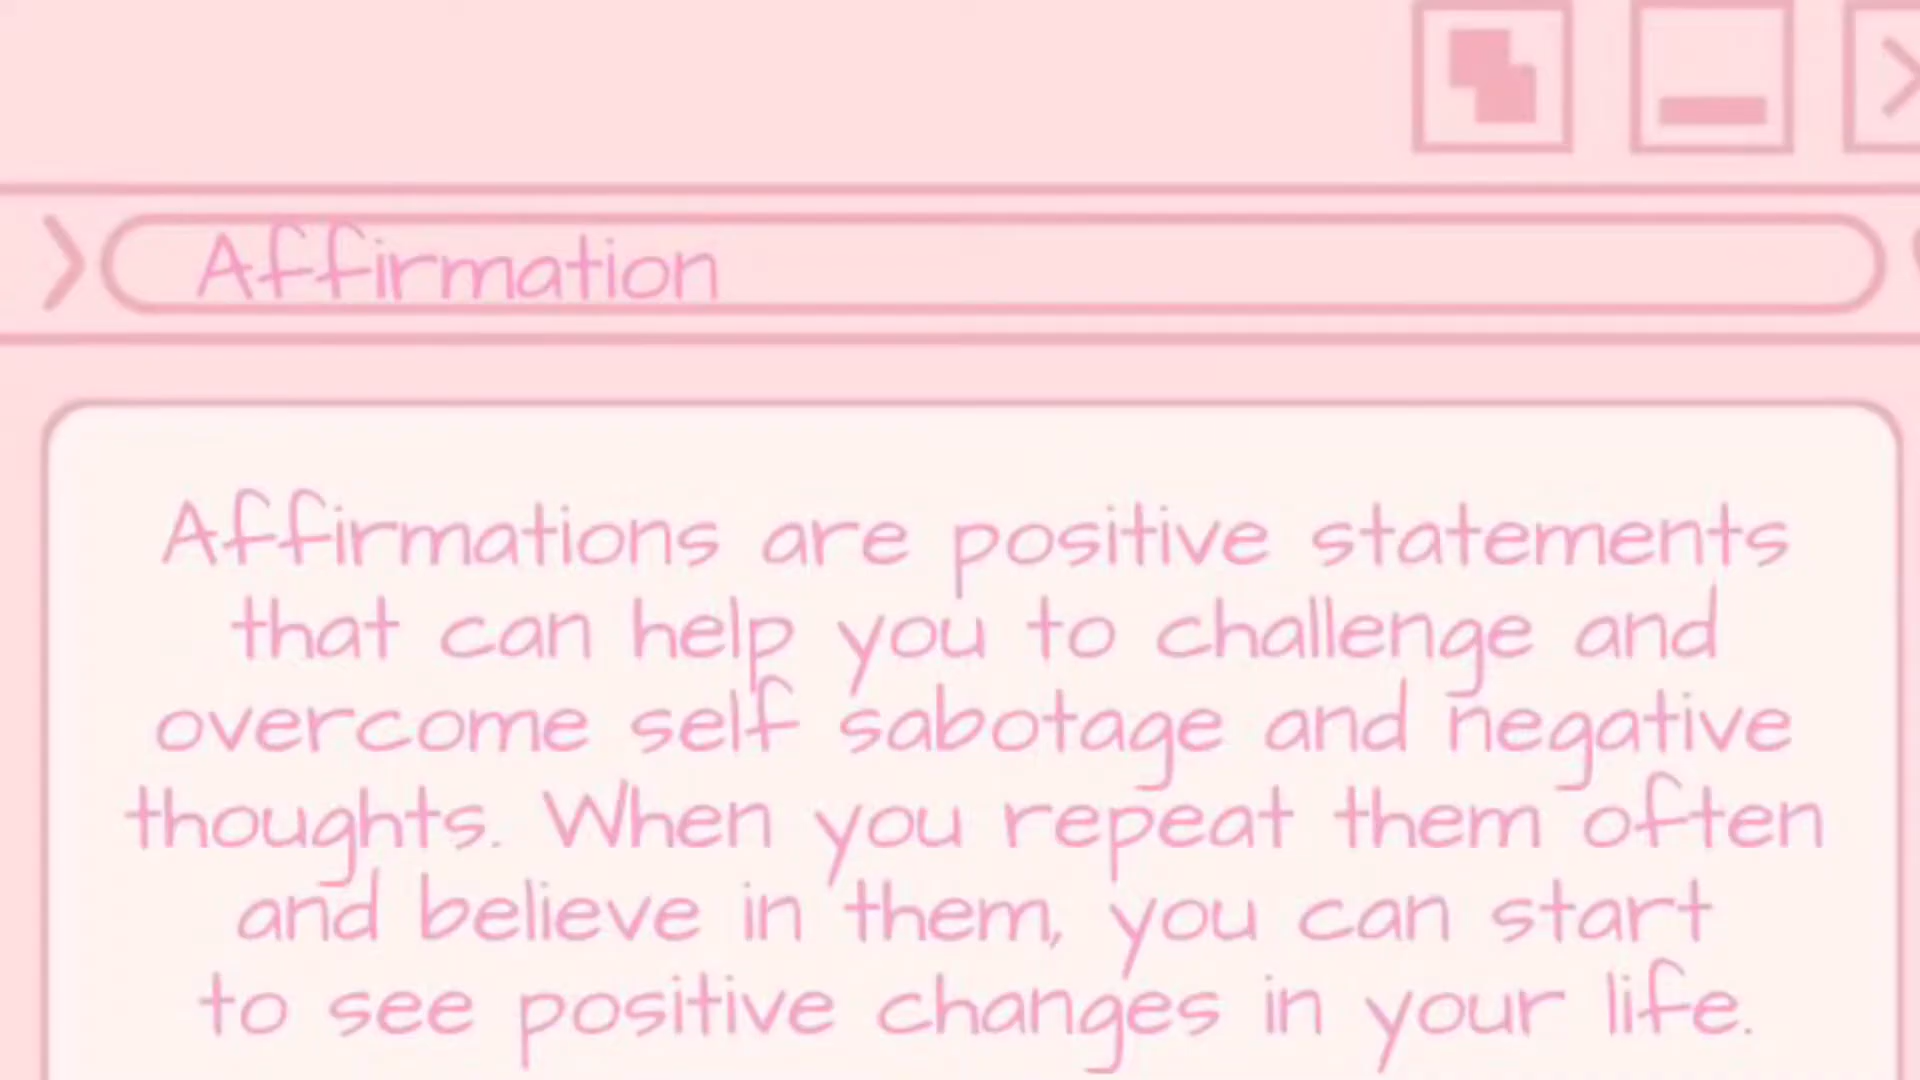 Affirmation
Affirmations are positive statements
that can help you to challenge and
overcome self sabotage and negative
thoughts. When you repeat them often
and believe in them, you can start
to see positive changes in your life.